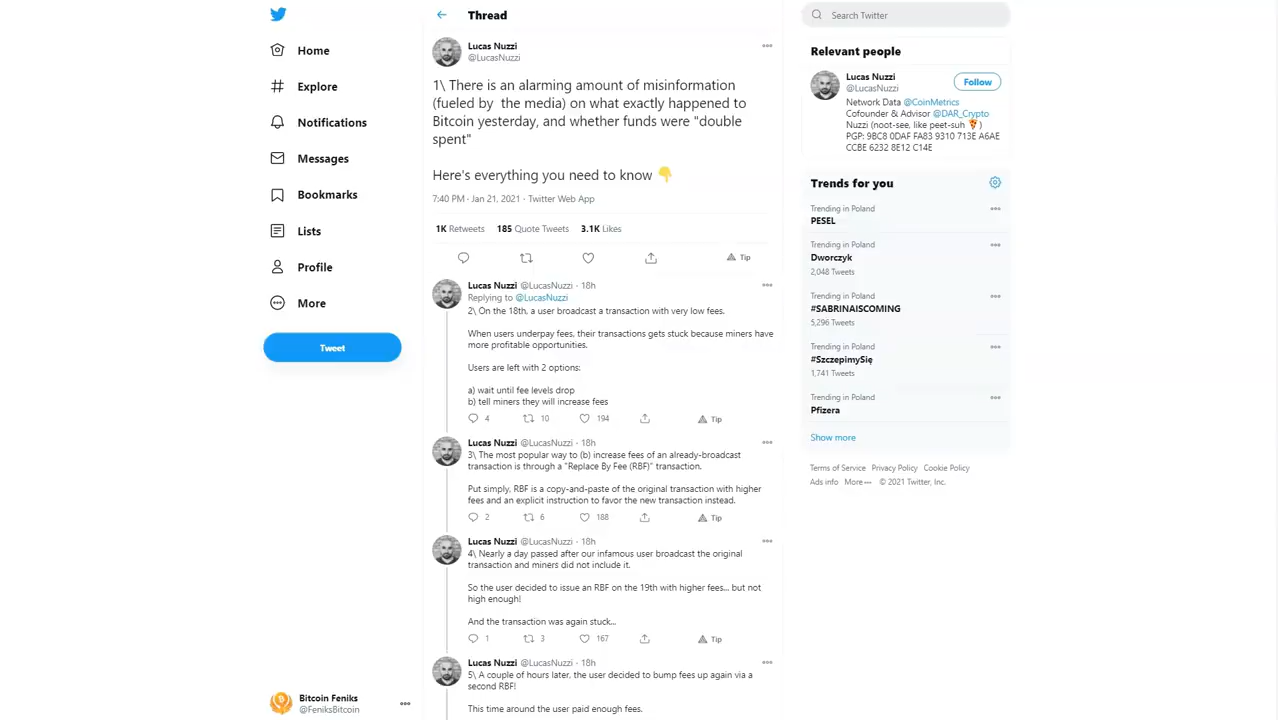 Home
Explore
Notifications
Messages
Bookmarks
Lists
Profile
More
Tweet
Bitcoin Feniks
@FeniksBitcoin
Thread
Lucas Nuzzi
@LucasNuzzi
1\ There is an alarming amount of misinformation
(fueled by  the media) on what exactly happened to
Bitcoin yesterday, and whether funds were "double
spent"
Here's everything you need to know 👇
7:40 PM · Jan 21, 2021 · Twitter Web App
1K Retweets 185 Quote Tweets 3.1K Likes
Tip
Lucas Nuzzi @LucasNuzzi · 18h
Replying to @LucasNuzzi
2\ On the 18th, a user broadcast a transaction with very low fees.
When users underpay fees, their transactions gets stuck because miners have
more profitable opportunities.
Users are left with 2 options:
a) wait until fee levels drop
b) tell miners they will increase fees
4 10 194 Tip
Lucas Nuzzi @LucasNuzzi · 18h
3\ The most popular way to (b) increase fees of an already-broadcast
transaction is through a "Replace By Fee (RBF)" transaction.
Put simply, RBF is a copy-and-paste of the original transaction with higher
fees and an explicit instruction to favor the new transaction instead.
2 6 188 Tip
Lucas Nuzzi @LucasNuzzi · 18h
4\ Nearly a day passed after our infamous user broadcast the original
transaction and miners did not include it.
So the user decided to issue an RBF on the 19th with higher fees... but not
high enough!
And the transaction was again stuck...
1 3 167 Tip
Lucas Nuzzi @LucasNuzzi · 18h
5\ A couple of hours later, the user decided to bump fees up again via a
second RBF!
This time around the user paid enough fees.
Search Twitter
Relevant people
Lucas Nuzzi
@LucasNuzzi
Follow
Network Data @CoinMetrics
Cofounder & Advisor @DAR_Crypto
Nuzzi (noot-see, like peet-suh 🍕)
PGP: 9BC8 0DAF FA83 9310 713E A6AE
CCBE 6232 8E12 C14E
Trends for you
Trending in Poland
PESEL
Trending in Poland
Dworczyk
2,048 Tweets
Trending in Poland
#SABRINAISCOMING
5,296 Tweets
Trending in Poland
#SzczepimySię
1,741 Tweets
Trending in Poland
Pfizera
Show more
Terms of Service Privacy Policy Cookie Policy
Ads info More © 2021 Twitter, Inc.